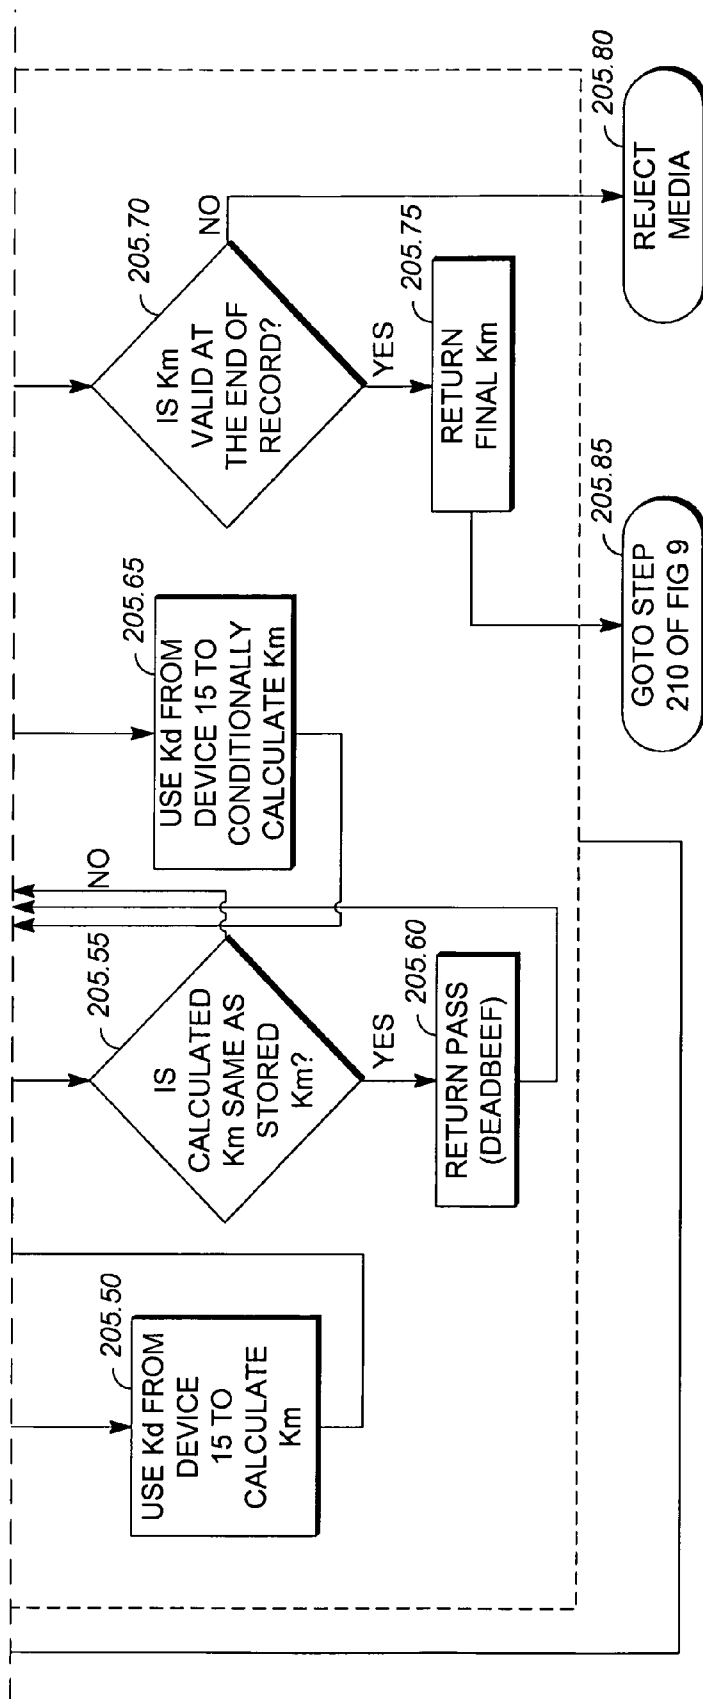 205.50
USE Kd FROM
DEVICE
15 TO
CALCULATE
Km
205.55
IS
CALCULATED
Km SAME AS
STORED
Km?
NO
YES
205.60
RETURN PASS
(DEADBEEF)
205.65
USE Kd FROM
DEVICE 15 TO
CONDITIONALLY
CALCULATE Km
205.70
IS Km
VALID AT
THE END OF
RECORD?
NO
YES
205.75
RETURN
FINAL Km
205.80
REJECT
MEDIA
205.85
GOTO STEP
210 OF FIG 9